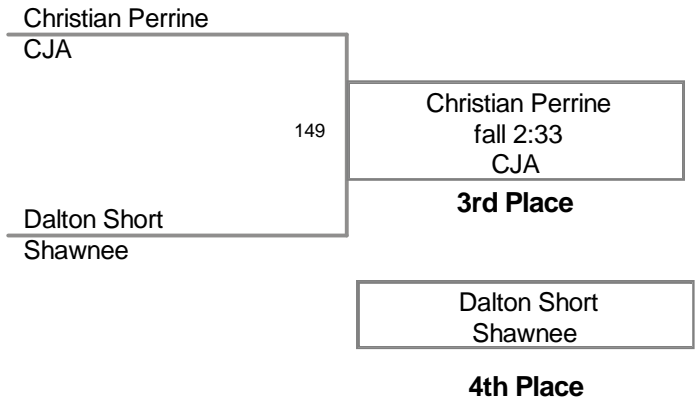 Christian Perrine
CJA
149
Christian Perrine
fall 2:33
CJA
3rd Place
Dalton Short
Shawnee
Dalton Short
Shawnee
4th Place